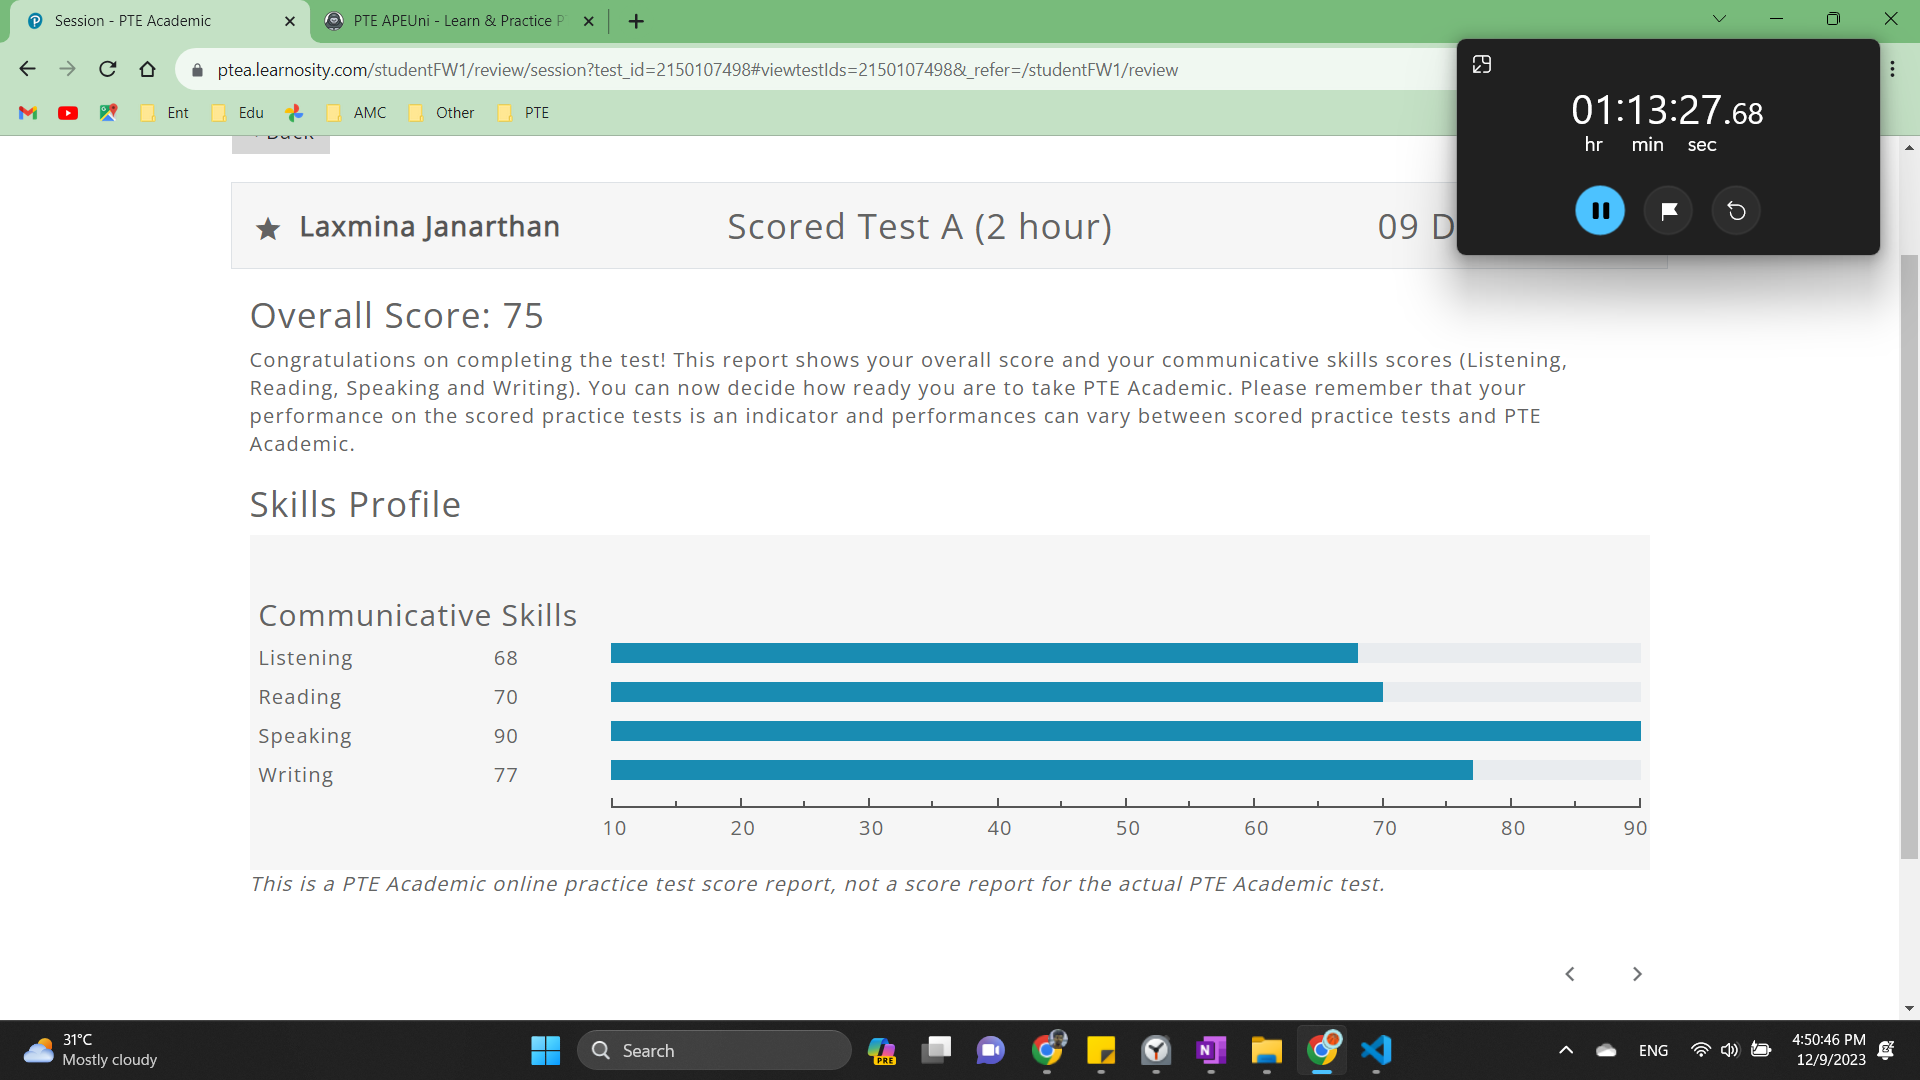 Session - PTE Academic
PTE APEUni - Learn & Practice P
ptea.learnosity.com/studentFW1/review/session?test_id=2150107498#viewtestIds=2150107498&_refer=/studentFW1/review
Ent
Edu
AMC
Other
PTE
01:13:27.68
hr min sec
Back
Laxmina Janarthan
Scored Test A (2 hour)
09 D
Overall Score: 75
Congratulations on completing the test! This report shows your overall score and your communicative skills scores (Listening,
Reading, Speaking and Writing). You can now decide how ready you are to take PTE Academic. Please remember that your
performance on the scored practice tests is an indicator and performances can vary between scored practice tests and PTE
Academic.
Skills Profile
Communicative Skills
Listening 68
Reading 70
Speaking 90
Writing 77
10 20 30 40 50 60 70 80 90
This is a PTE Academic online practice test score report, not a score report for the actual PTE Academic test.
31°C
Mostly cloudy
Search
PRE
ENG
4:50:46 PM
12/9/2023